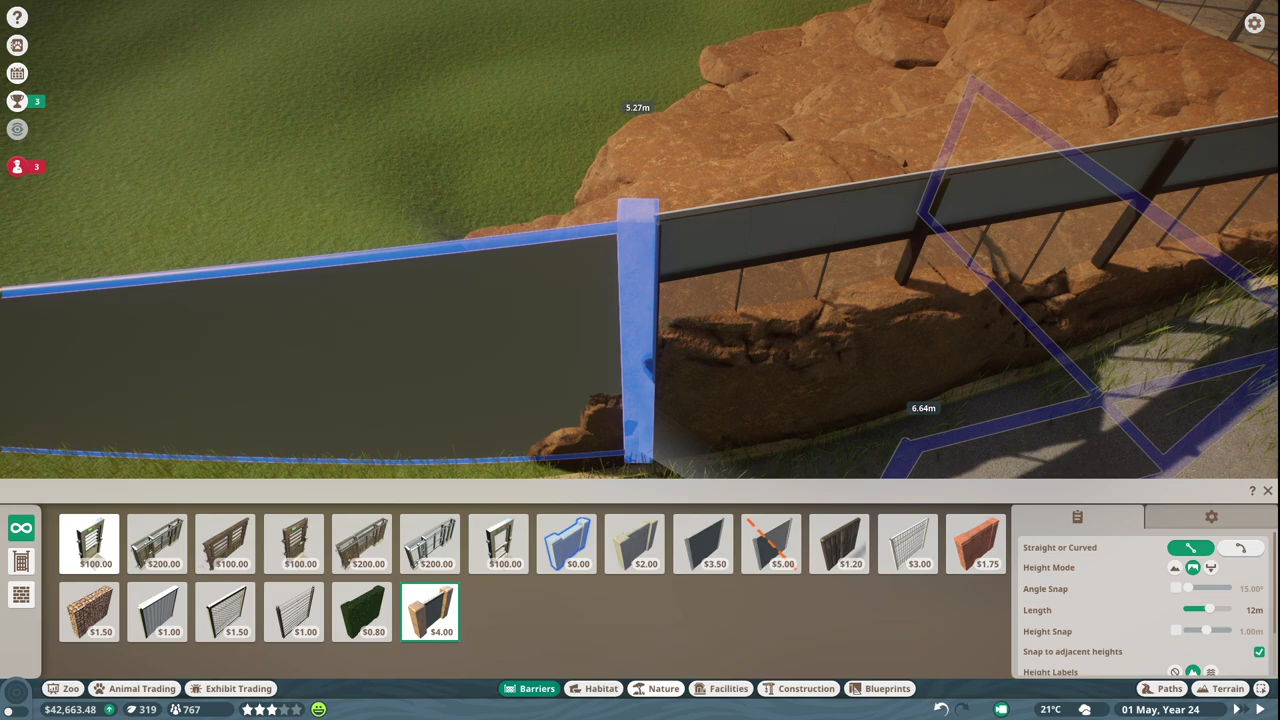 ?
3
3
5.27m
6.64m
?
$100.00 $200.00 $100.00 $100.00 $200.00 $200.00 $100.00 $0.00 $2.00 $3.50 $5.00 $1.20 $3.00 $1.75
$1.50 $1.00 $1.50 $1.00 $0.80 $4.00
Straight or Curved
Height Mode
Angle Snap 15.00°
Length 12m
Height Snap 1.00m
Snap to adjacent heights
Height Labels
Zoo Animal Trading Exhibit Trading Barriers Habitat Nature Facilities Construction Blueprints Paths Terrain
$42,663.48 319 767 21°C 01 May, Year 24